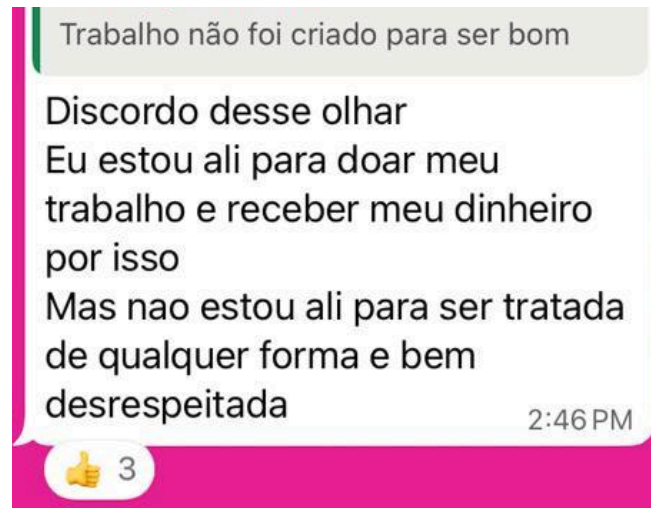 Trabalho não foi criado para ser bom
Discordo desse olhar
Eu estou ali para doar meu
trabalho e receber meu dinheiro
por isso
Mas nao estou ali para ser tratada
de qualquer forma e bem
desrespeitada
2:46 PM
👍 3